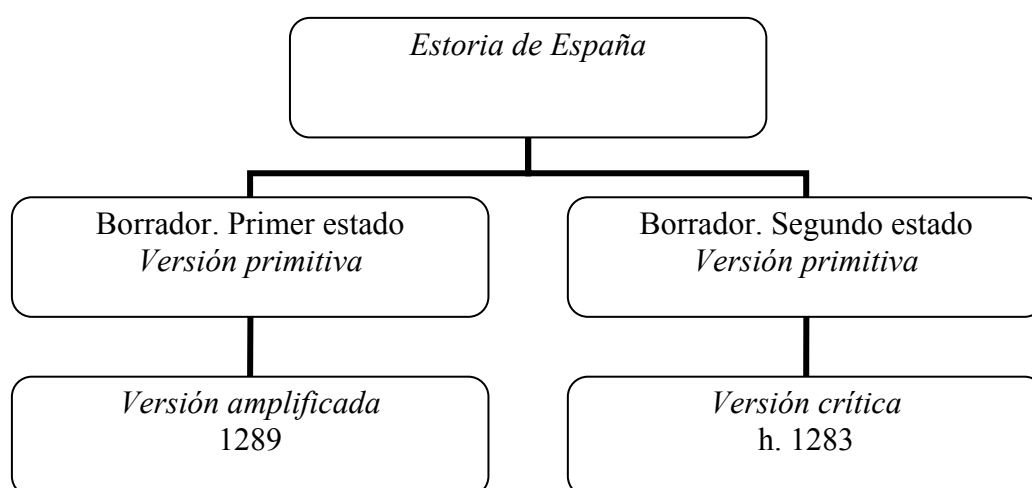 Estoria de España
Borrador. Primer estado
Versión primitiva
Borrador. Segundo estado
Versión primitiva
Versión amplificada
1289
Versión crítica
h. 1283